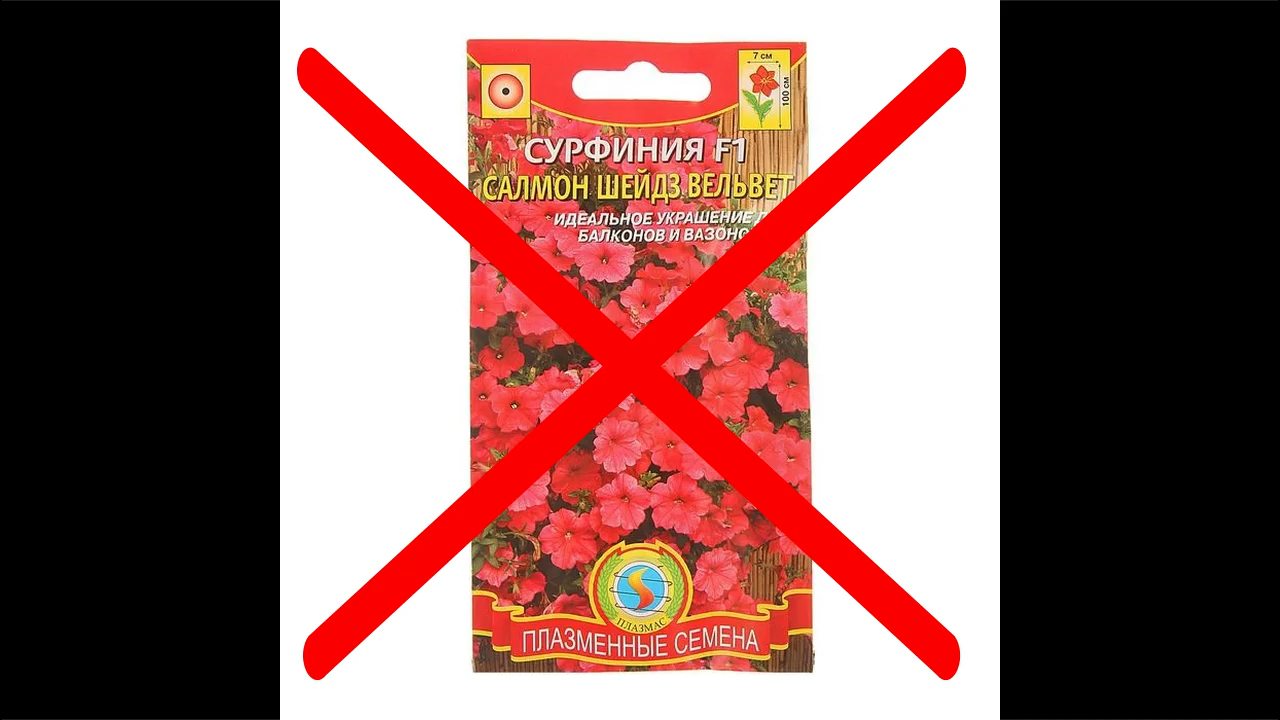 7 см
100 см
СУРФИНИЯ F1
САЛМОН ШЕЙДЗ ВЕЛЬВЕТ
ИДЕАЛЬНОЕ УКРАШЕНИЕ
БАЛКОНОВ И
ПЛАЗМАС
ПЛАЗМЕННЫЕ СЕМЕНА